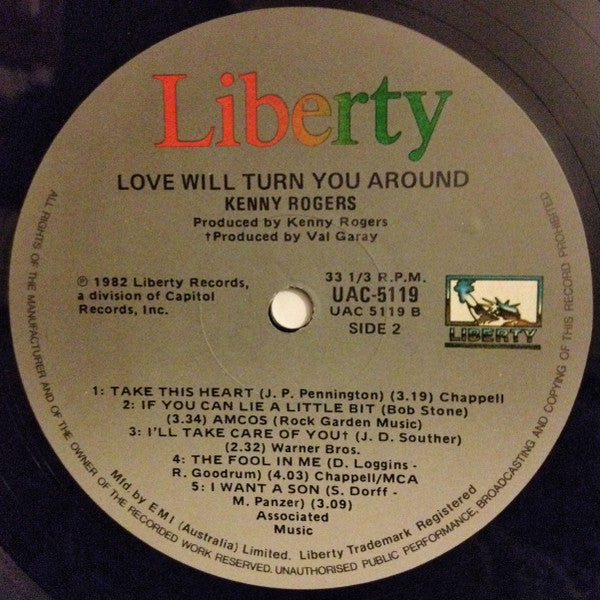 Liberty
LOVE WILL TURN YOU AROUND
KENNY ROGERS
Produced by Kenny Rogers
†Produced by Val Garay
℗ 1982 Liberty Records,
a division of Capitol
Records, Inc.
33 1/3 R.P.M.
UAC-5119
UAC 5119 B
SIDE 2
LIBERTY
1: TAKE THIS HEART (J. P. Pennington) (3.19) Chappell
2: IF YOU CAN LIE A LITTLE BIT (Bob Stone)
(3.34) AMCOS (Rock Garden Music)
3: I'LL TAKE CARE OF YOU† (J. D. Souther)
(2.32) Warner Bros.
4: THE FOOL IN ME (D. Loggins -
R. Goodrum) (4.03) Chappell/MCA
5: I WANT A SON (S. Dorff -
M. Panzer) (3.09)
Associated
Music
Mfd by EMI (Australia) Limited. Liberty Trademark Registered
ALL RIGHTS OF THE MANUFACTURER AND OF THE OWNER OF THE RECORDED WORK RESERVED. UNAUTHORISED PUBLIC PERFORMANCE, BROADCASTING AND COPYING OF THIS RECORD PROHIBITED